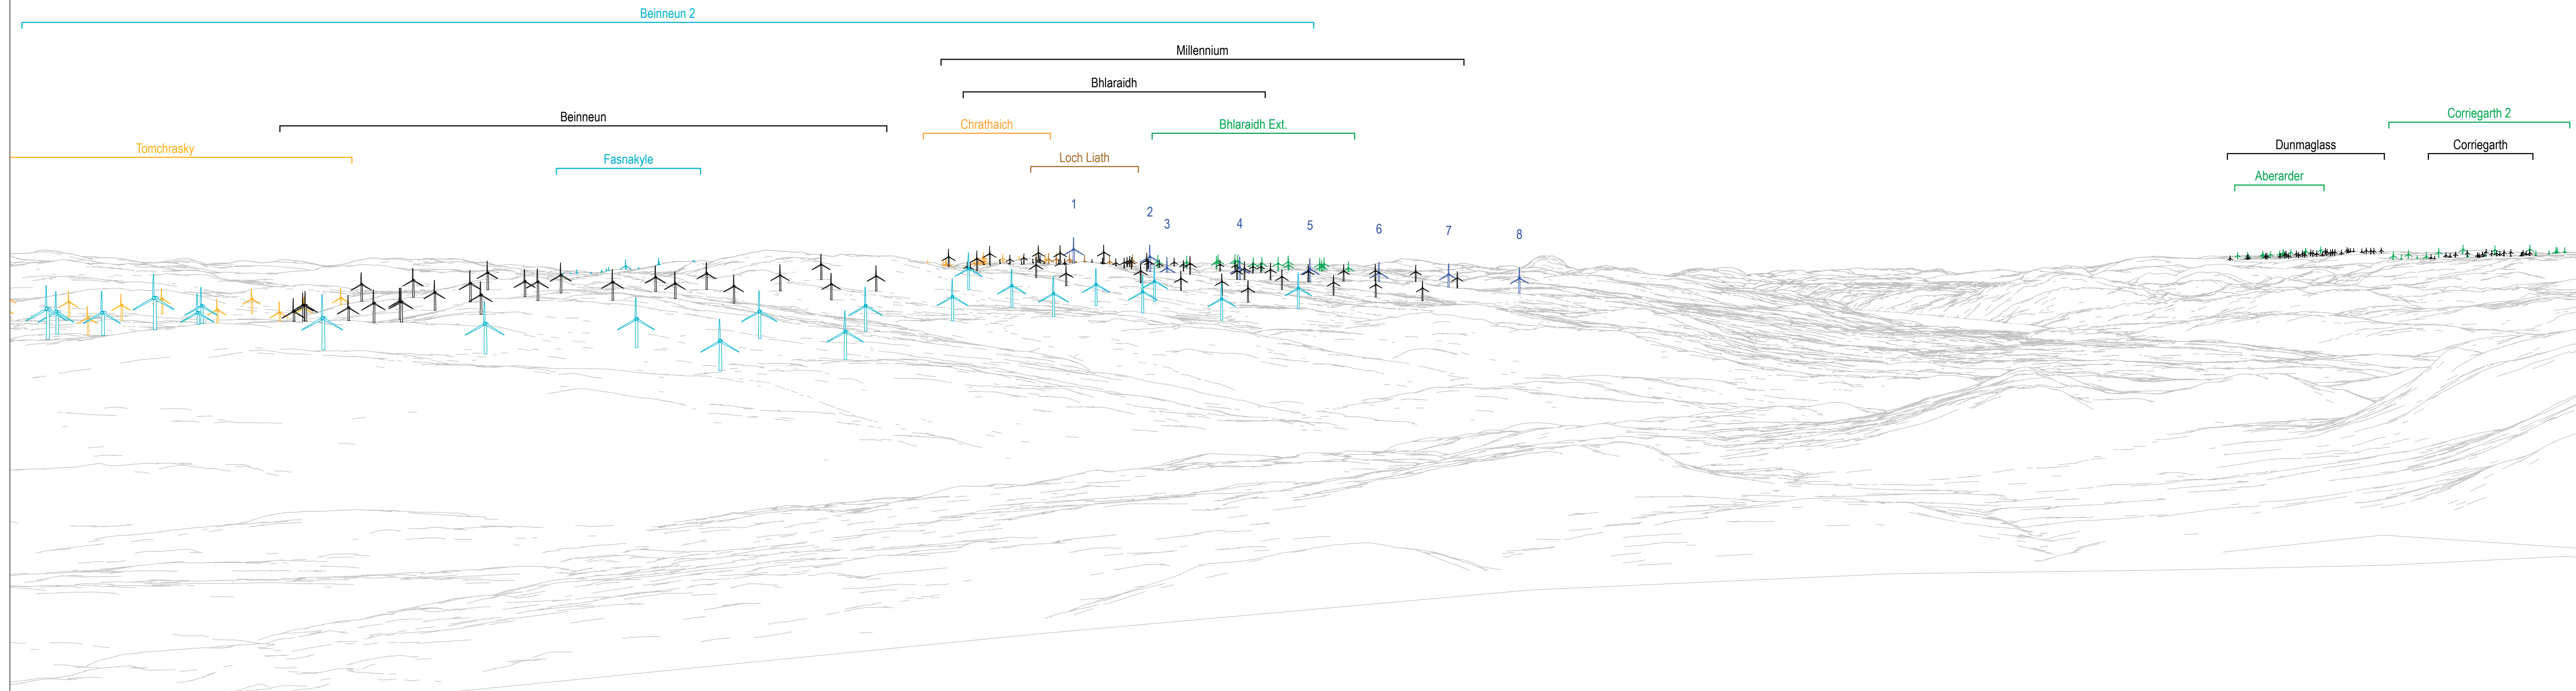 Beinneun 2
Millennium
Bhlaraidh
Beinneun
Chrathaich
Bhlaraidh Ext.
Corriegarth 2
Tomchrasky
Fasnakyle
Loch Liath
Dunmaglass
Corriegarth
Aberarder
1
2
3
4
5
6
7
8